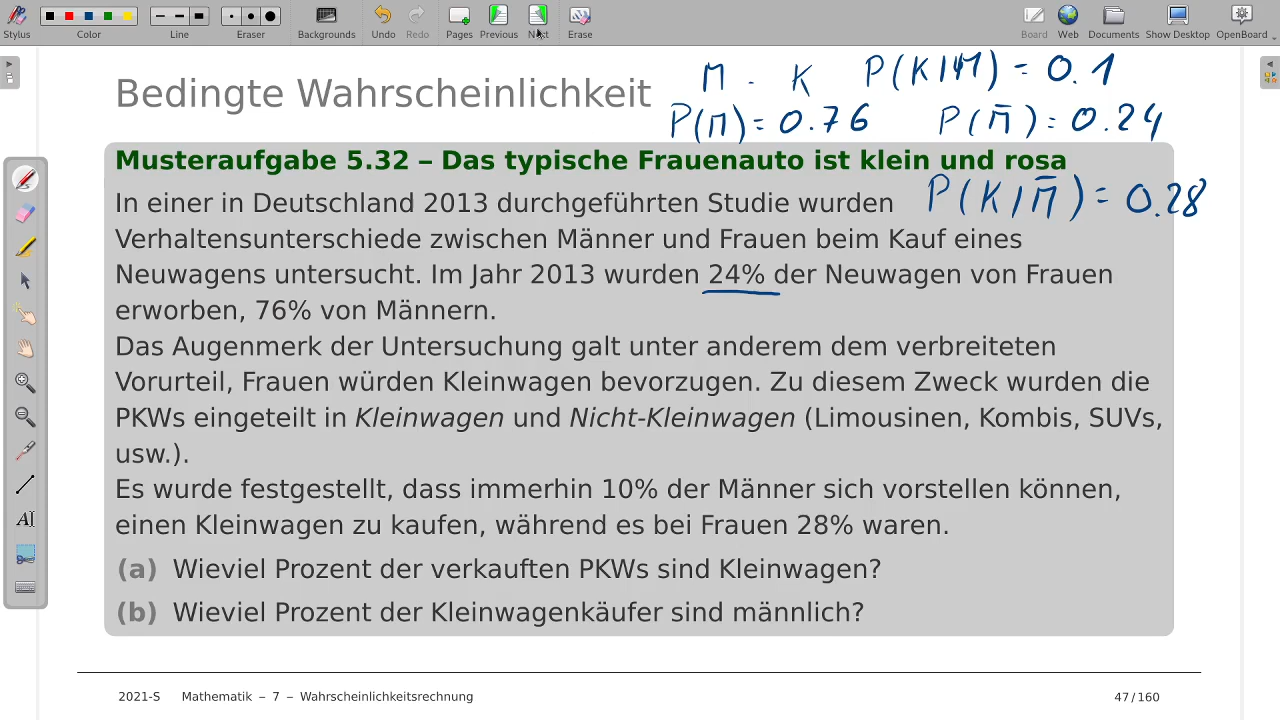 Stylus Color Line Eraser Backgrounds Undo Redo Pages Previous Next Erase Board Web Documents Show Desktop OpenBoard
Bedingte Wahrscheinlichkeit
M . K P(K|M) = 0.1
P(M) = 0.76 P(M̄) = 0.24
Musteraufgabe 5.32 – Das typische Frauenauto ist klein und rosa
P(K|M̄) = 0.28
In einer in Deutschland 2013 durchgeführten Studie wurden
Verhaltensunterschiede zwischen Männer und Frauen beim Kauf eines
Neuwagens untersucht. Im Jahr 2013 wurden 24% der Neuwagen von Frauen
erworben, 76% von Männern.
Das Augenmerk der Untersuchung galt unter anderem dem verbreiteten
Vorurteil, Frauen würden Kleinwagen bevorzugen. Zu diesem Zweck wurden die
PKWs eingeteilt in Kleinwagen und Nicht-Kleinwagen (Limousinen, Kombis, SUVs,
usw.).
Es wurde festgestellt, dass immerhin 10% der Männer sich vorstellen können,
einen Kleinwagen zu kaufen, während es bei Frauen 28% waren.
(a) Wieviel Prozent der verkauften PKWs sind Kleinwagen?
(b) Wieviel Prozent der Kleinwagenkäufer sind männlich?
2021-S Mathematik – 7 – Wahrscheinlichkeitsrechnung 47/160